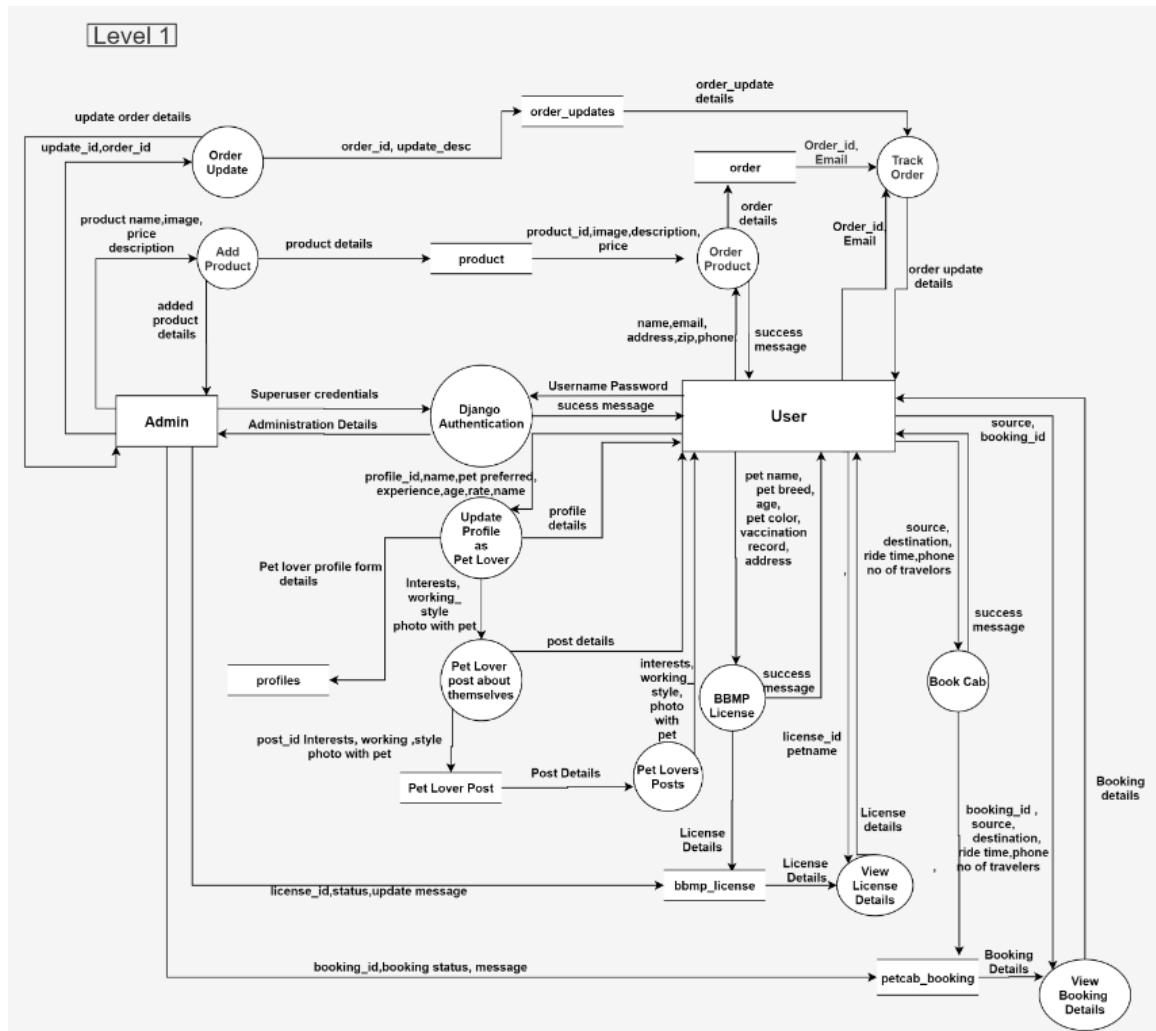 Level 1
update order details
update_id,order_id
Order
Update
order_id, update_desc
order_updates
order_update
details
order
Order_id,
Email
Track
Order
product name,image,
price
description
Add
Product
product details
product
product_id,image,description,
price
order
details
Order
Product
Order_id,
Email
order update
details
added
product
details
name,email,
address,zip,phone
success
message
Admin
Superuser credentials
Administration Details
Django
Authentication
Username Password
sucess message
User
source,
booking_id
profile_id,name,pet preferred,
experience,age,rate,name
Update
Profile
as
Pet Lover
profile
details
pet name,
pet breed,
age,
pet color,
vaccination
record,
address
source,
destination,
ride time,phone
no of travelors
Pet lover profile form
details
Interests,
working_
style
photo with pet
,
success
message
profiles
Pet Lover
post about
themselves
post details
interests,
working_
style,
photo
with
pet
BBMP
License
success
message
Book Cab
post_id Interests, working ,style
photo with pet
Pet Lover Post
Post Details
Pet Lovers
Posts
license_id
petname
Booking
details
License
Details
License
details
booking_id ,
source,
destination,
ride time,phone
no of travelors
,
license_id,status,update message
bbmp_license
License
Details
View
License
Details
booking_id,booking status, message
petcab_booking
Booking
Details
View
Booking
Details